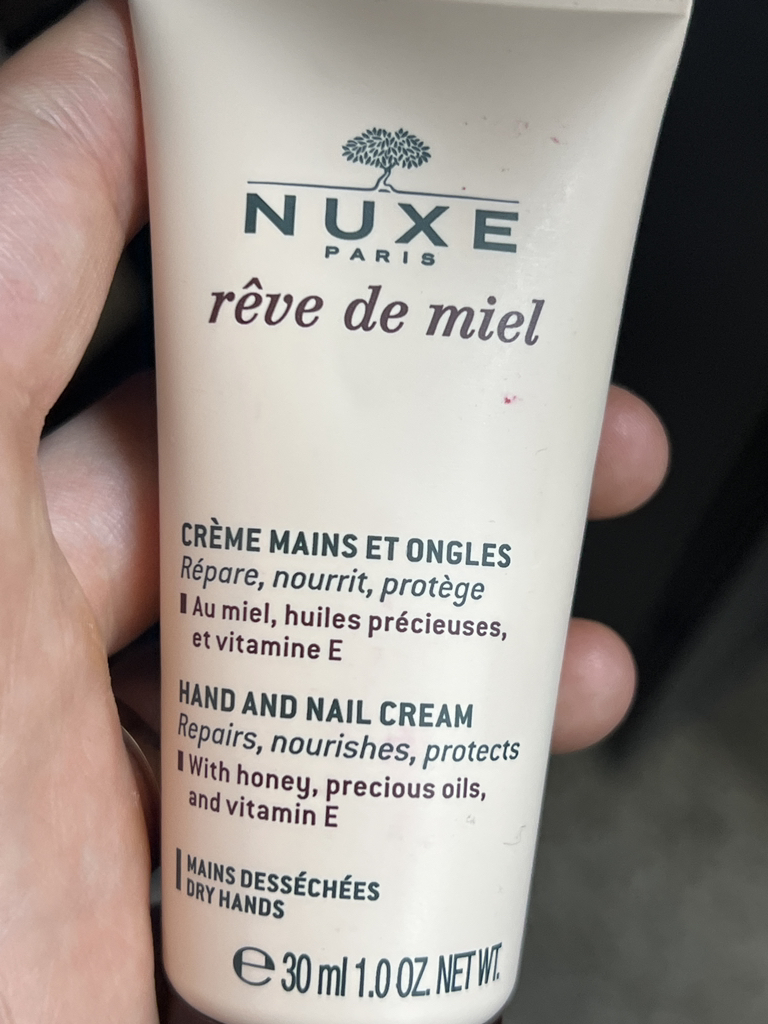 NUXE
PARIS
rêve de miel
CRÈME MAINS ET ONGLES
Répare, nourrit, protège
Au miel, huiles précieuses,
et vitamine E
HAND AND NAIL CREAM
Repairs, nourishes, protects
With honey, precious oils,
and vitamin E
MAINS DESSÉCHÉES
DRY HANDS
℮ 30 ml 1.0 OZ. NET WT.